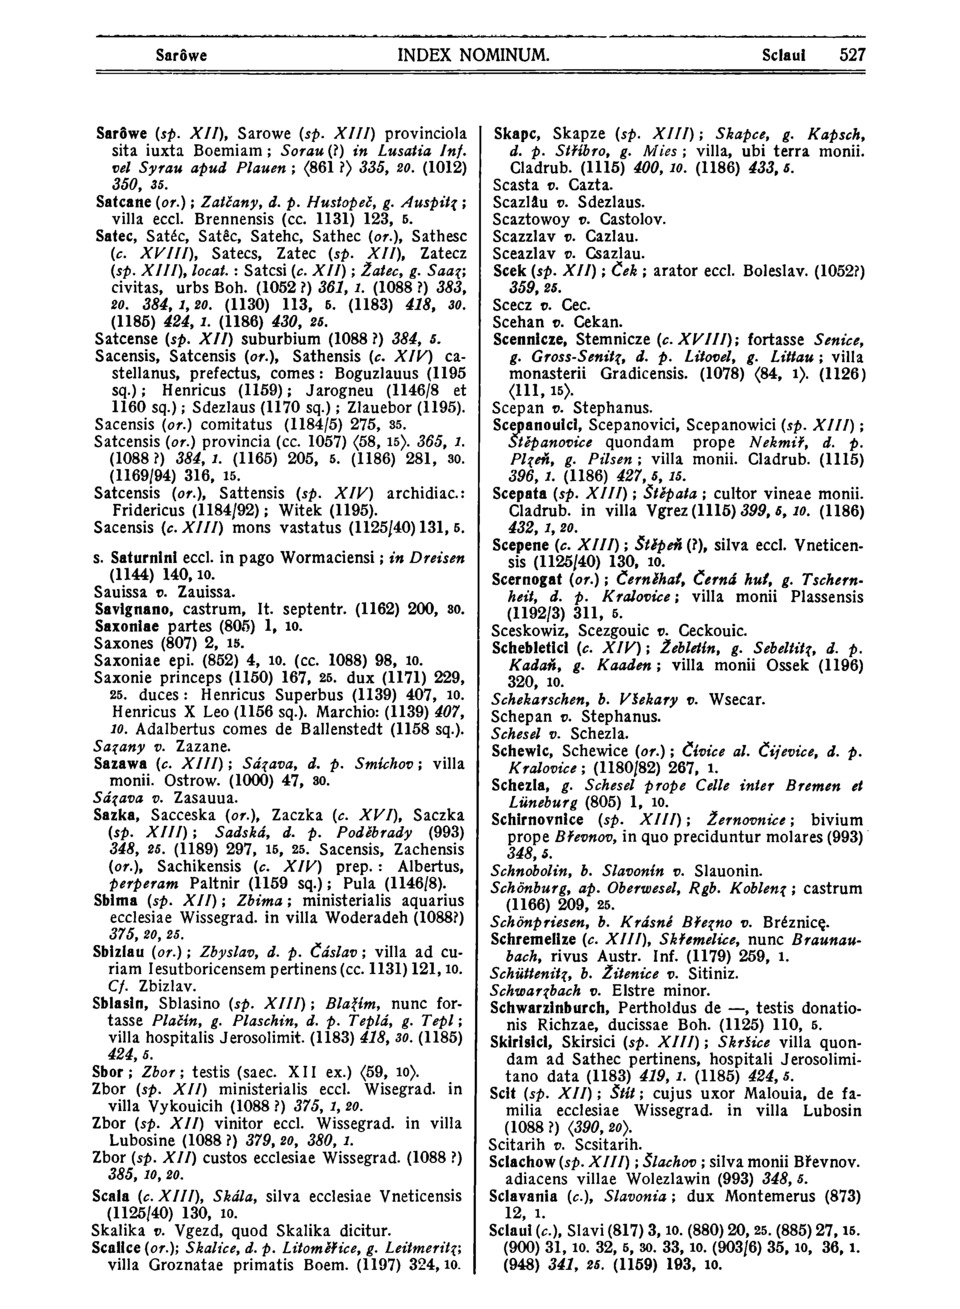 Sarôwe INDEX NOMINUM. Sclaui 527
Sarôwe (sp. XII), Sarowe (sp. XIII) provinciola
sita iuxta Boemiam; Sorau (?) in Lusatia Inf.
vel Syrau apud Plauen; ⟨861 ?⟩ 335, 20. (1012)
350, 35.
Satcane (or.); Zatčany, d. p. Hustopeč, g. Auspitz;
villa eccl. Brennensis (cc. 1131) 123, 5.
Satec, Satéc, Satêc, Satehc, Sathec (or.), Sathesc
(c. XVIII), Satecs, Zatec (sp. XII), Zatecz
(sp. XIII), locat. : Satcsi (c. XII); Žatec, g. Saaz;
civitas, urbs Boh. (1052 ?) 361, 1. (1088 ?) 383,
20. 384, 1, 20. (1130) 113, 5. (1183) 418, 30.
(1185) 424, 1. (1186) 430, 25.
Satcense (sp. XII) suburbium (1088 ?) 384, 5.
Sacensis, Satcensis (or.), Sathensis (c. XIV) ca-
stellanus, prefectus, comes : Boguzlauus (1195
sq.); Henricus (1159); Jarogneu (1146/8 et
1160 sq.); Sdezlaus (1170 sq.); Zlauebor (1195).
Sacensis (or.) comitatus (1184/5) 275, 35.
Satcensis (or.) provincia (cc. 1057) ⟨58, 15⟩. 365, 1.
(1088 ?) 384, 1. (1165) 205, 5. (1186) 281, 30.
(1169/94) 316, 15.
Satcensis (or.), Sattensis (sp. XIV) archidiac.:
Fridericus (1184/92); Witek (1195).
Sacensis (c. XIII) mons vastatus (1125/40) 131, 5.
s. Saturnini eccl. in pago Wormaciensi; in Dreisen
(1144) 140, 10.
Sauissa v. Zauissa.
Savignano, castrum, It. septentr. (1162) 200, 30.
Saxoniae partes (805) 1, 10.
Saxones (807) 2, 15.
Saxoniae epi. (852) 4, 10. (cc. 1088) 98, 10.
Saxonie princeps (1150) 167, 25. dux (1171) 229,
25. duces : Henricus Superbus (1139) 407, 10.
Henricus X Leo (1156 sq.). Marchio: (1139) 407,
10. Adalbertus comes de Ballenstedt (1158 sq.).
Sazany v. Zazane.
Sazawa (c. XIII); Sázava, d. p. Smíchov; villa
monii. Ostrow. (1000) 47, 30.
Sázava v. Zasauua.
Sazka, Sacceska (or.), Zaczka (c. XVI), Saczka
(sp. XIII); Sadská, d. p. Poděbrady (993)
348, 25. (1189) 297, 15, 25. Sacensis, Zachensis
(or.), Sachikensis (c. XIV) prep. : Albertus,
perperam Paltnir (1159 sq.); Pula (1146/8).
Sbima (sp. XII); Zbima; ministerialis aquarius
ecclesiae Wissegrad. in villa Woderadeh (1088?)
375, 20, 25.
Sbizlau (or.); Zbyslav, d. p. Čáslav; villa ad cu-
riam Iesutboricensem pertinens (cc. 1131) 121, 10.
Cf. Zbizlav.
Sblasin, Sblasino (sp. XIII); Blažim, nunc for-
tasse Plačín, g. Plaschin, d. p. Teplá, g. Tepl;
villa hospitalis Jerosolimit. (1183) 418, 30. (1185)
424, 5.
Sbor; Zbor; testis (saec. XII ex.) ⟨59, 10⟩.
Zbor (sp. XII) ministerialis eccl. Wisegrad. in
villa Vykouicih (1088 ?) 375, 1, 20.
Zbor (sp. XII) vinitor eccl. Wissegrad. in villa
Lubosine (1088 ?) 379, 20, 380, 1.
Zbor (sp. XII) custos ecclesiae Wissegrad. (1088 ?)
385, 10, 20.
Scala (c. XIII), Skála, silva ecclesiae Vneticensis
(1125/40) 130, 10.
Skalika v. Vgezd, quod Skalika dicitur.
Scalice (or.); Skalice, d. p. Litoměřice, g. Leitmeritz;
villa Groznatae primatis Boem. (1197) 324, 10.
Skapc, Skapze (sp. XIII); Skapce, g. Kapsch,
d. p. Stříbro, g. Mies; villa, ubi terra monii.
Cladrub. (1115) 400, 10. (1186) 433, 5.
Scasta v. Cazta.
Scazlâu v. Sdezlaus.
Scaztowoy v. Castolov.
Scazzlav v. Cazlau.
Sceazlav v. Csazlau.
Scek (sp. XII); Ček; arator eccl. Boleslav. (1052?)
359, 25.
Scecz v. Cec.
Scehan v. Cekan.
Scennicze, Stemnicze (c. XVIII); fortasse Senice,
g. Gross-Senitz, d. p. Litovel, g. Littau; villa
monasterii Gradicensis. (1078) ⟨84, 1⟩. (1126)
⟨111, 15⟩.
Scepan v. Stephanus.
Scepanouici, Scepanovici, Scepanowici (sp. XIII);
Štěpanovice quondam prope Nekmíř, d. p.
Plzeň, g. Pilsen; villa monii. Cladrub. (1115)
396, 1. (1186) 427, 5, 15.
Scepata (sp. XIII); Štěpata; cultor vineae monii.
Cladrub. in villa Vgrez (1115) 399, 5, 10. (1186)
432, 1, 20.
Scepene (c. XIII); Štěpeň (?), silva eccl. Vneticen-
sis (1125/40) 130, 10.
Scernogat (or.); Černěhať, Černá huť, g. Tschern-
heit, d. p. Kralovice; villa monii Plassensis
(1192/3) 311, 5.
Sceskowiz, Scezgouic v. Ceckouic.
Schebletici (c. XIV); Žebletín, g. Sebeltitz, d. p.
Kadaň, g. Kaaden; villa monii Ossek (1196)
320, 10.
Schekarschen, b. Všekary v. Wsecar.
Schepan v. Stephanus.
Schesel v. Schezla.
Schewic, Schewice (or.); Čívice al. Čijevice, d. p.
Kralovice; (1180/82) 267, 1.
Schezla, g. Schesel prope Celle inter Bremen et
Lüneburg (805) 1, 10.
Schirnovnice (sp. XIII); Žernovnice; bivium
prope Břevnov, in quo preciduntur molares (993)
348, 5.
Schnobolin, b. Slavonín v. Slauonin.
Schönburg, ap. Oberwesel, Rgb. Koblenz; castrum
(1166) 209, 25.
Schönpriesen, b. Krásné Březno v. Bréznicę.
Schremelize (c. XIII), Skřemelice, nunc Braunau-
bach, rivus Austr. Inf. (1179) 259, 1.
Schüttenitz, b. Žitenice v. Sitiniz.
Schwarzbach v. Elstre minor.
Schwarzinburch, Pertholdus de —, testis donatio-
nis Richzae, ducissae Boh. (1125) 110, 5.
Skirisici, Skirsici (sp. XIII); Skršice villa quon-
dam ad Sathec pertinens, hospitali Jerosolimi-
tano data (1183) 419, 1. (1185) 424, 5.
Scit (sp. XII); Štít; cujus uxor Malouia, de fa-
milia ecclesiae Wissegrad. in villa Lubosin
(1088 ?) ⟨390, 20⟩.
Scitarih v. Scsitarih.
Sclachow (sp. XIII); Šlachov; silva monii Břevnov.
adiacens villae Wolezlawin (993) 348, 5.
Sclavania (c.), Slavonia; dux Montemerus (873)
12, 1.
Sclaui (c.), Slavi (817) 3, 10. (880) 20, 25. (885) 27, 15.
(900) 31, 10. 32, 5, 30. 33, 10. (903/6) 35, 10, 36, 1.
(948) 341, 25. (1159) 193, 10.